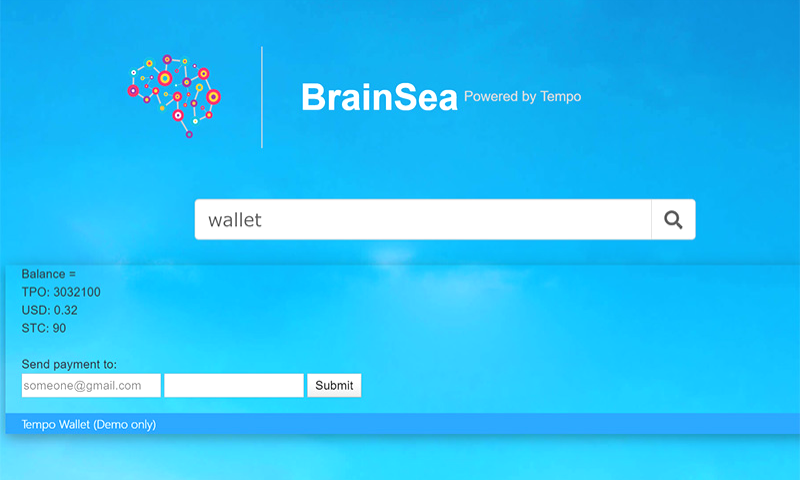 BrainSea Powered by Tempo
wallet
Balance =
TPO: 3032100
USD: 0.32
STC: 90
Send payment to:
someone@gmail.com Submit
Tempo Wallet (Demo only)